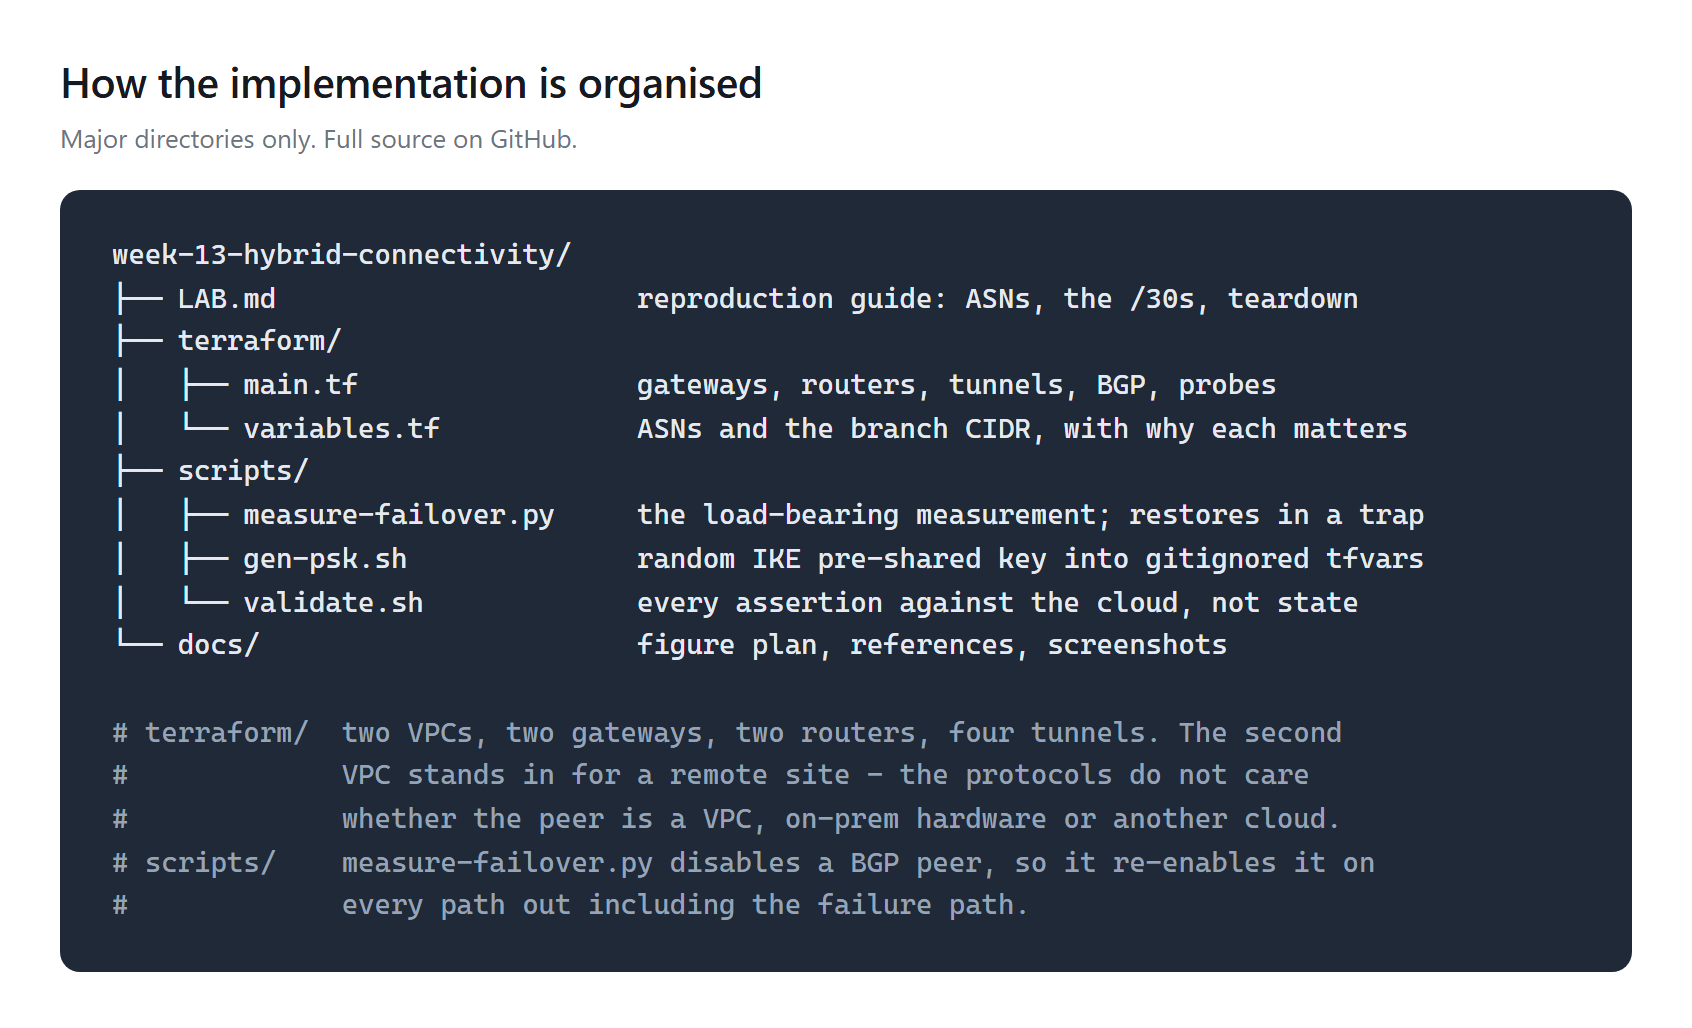 How the implementation is organised
Major directories only. Full source on GitHub.
week-13-hybrid-connectivity/
├── LAB.md                      reproduction guide: ASNs, the /30s, teardown
├── terraform/
│   ├── main.tf                 gateways, routers, tunnels, BGP, probes
│   └── variables.tf            ASNs and the branch CIDR, with why each matters
├── scripts/
│   ├── measure-failover.py     the load-bearing measurement; restores in a trap
│   ├── gen-psk.sh              random IKE pre-shared key into gitignored tfvars
│   └── validate.sh             every assertion against the cloud, not state
└── docs/                       figure plan, references, screenshots
# terraform/  two VPCs, two gateways, two routers, four tunnels. The second
#             VPC stands in for a remote site - the protocols do not care
#             whether the peer is a VPC, on-prem hardware or another cloud.
# scripts/    measure-failover.py disables a BGP peer, so it re-enables it on
#             every path out including the failure path.